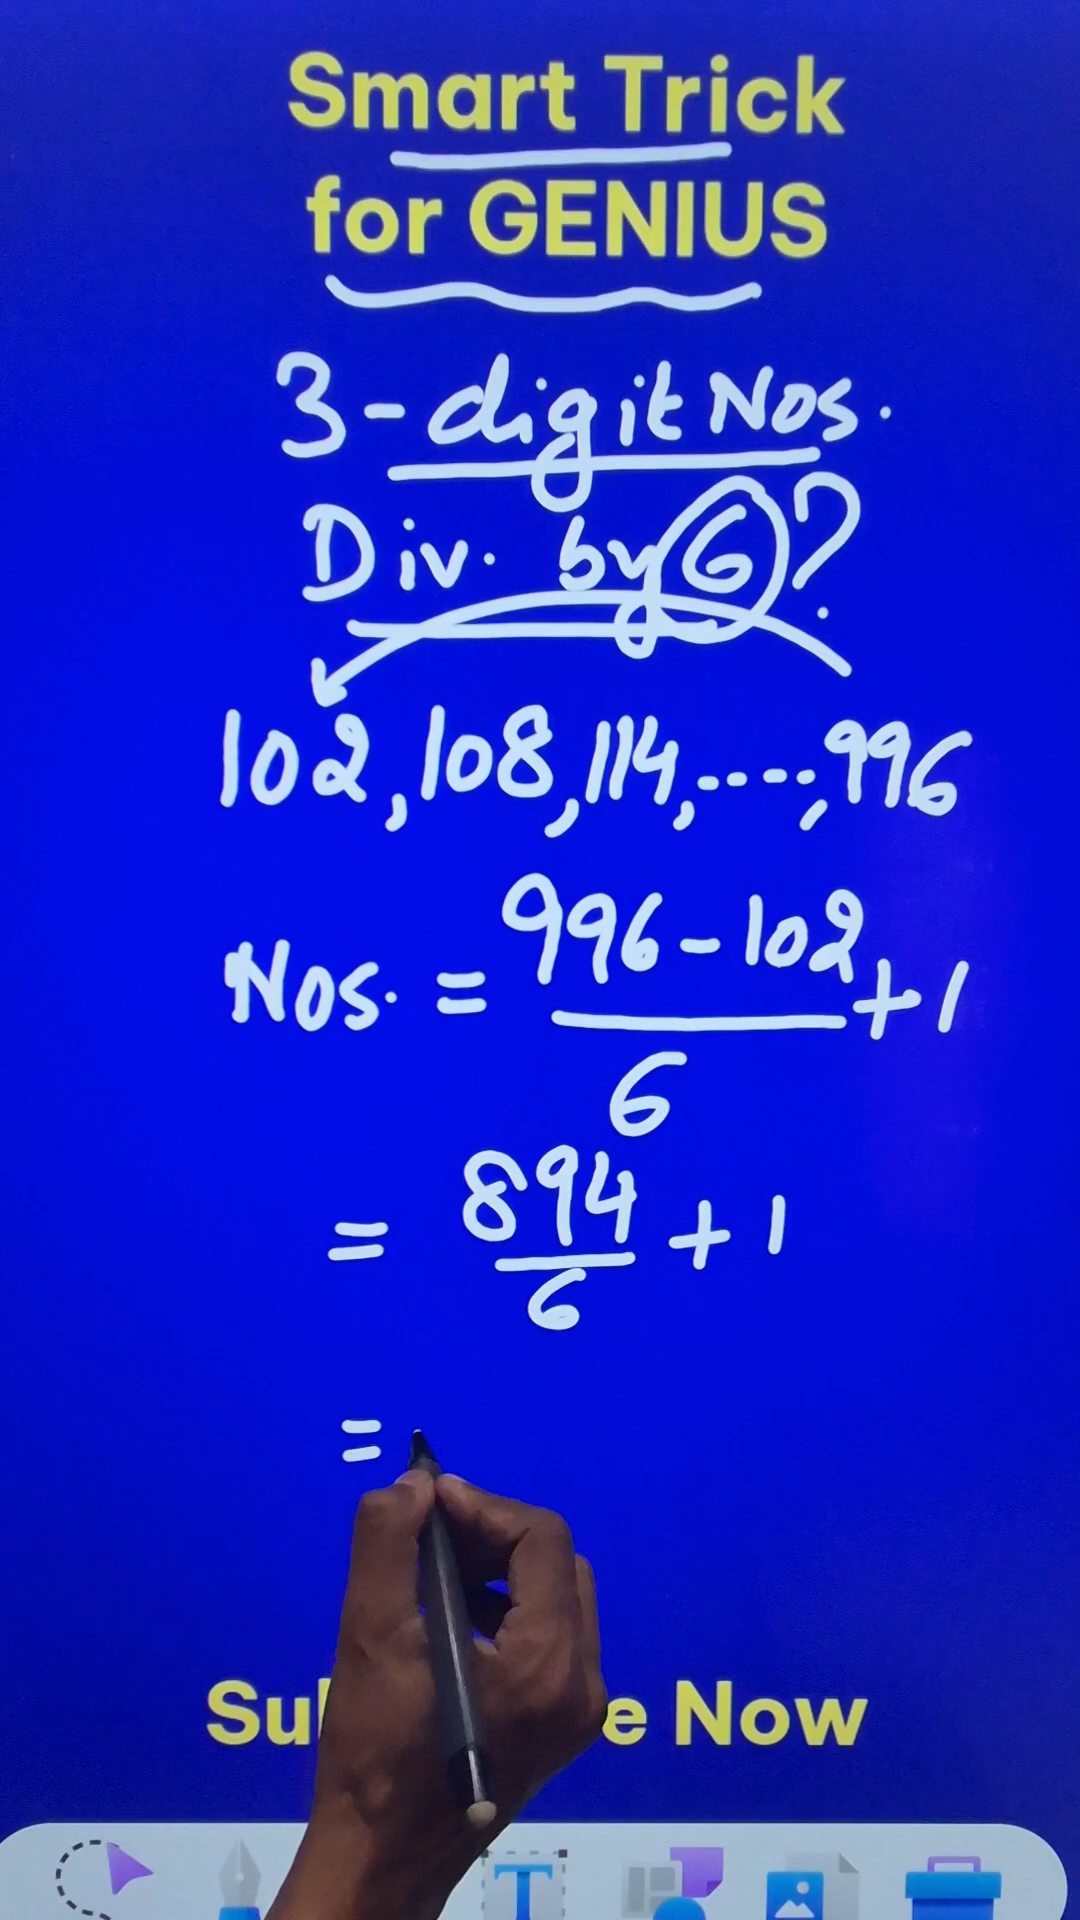 Smart Trick
for GENIUS
3-digit Nos.
Div. by 6?
102, 108, 114, ----, 996
Nos. = 996-102/6 + 1
= 894/6 + 1
=
Now